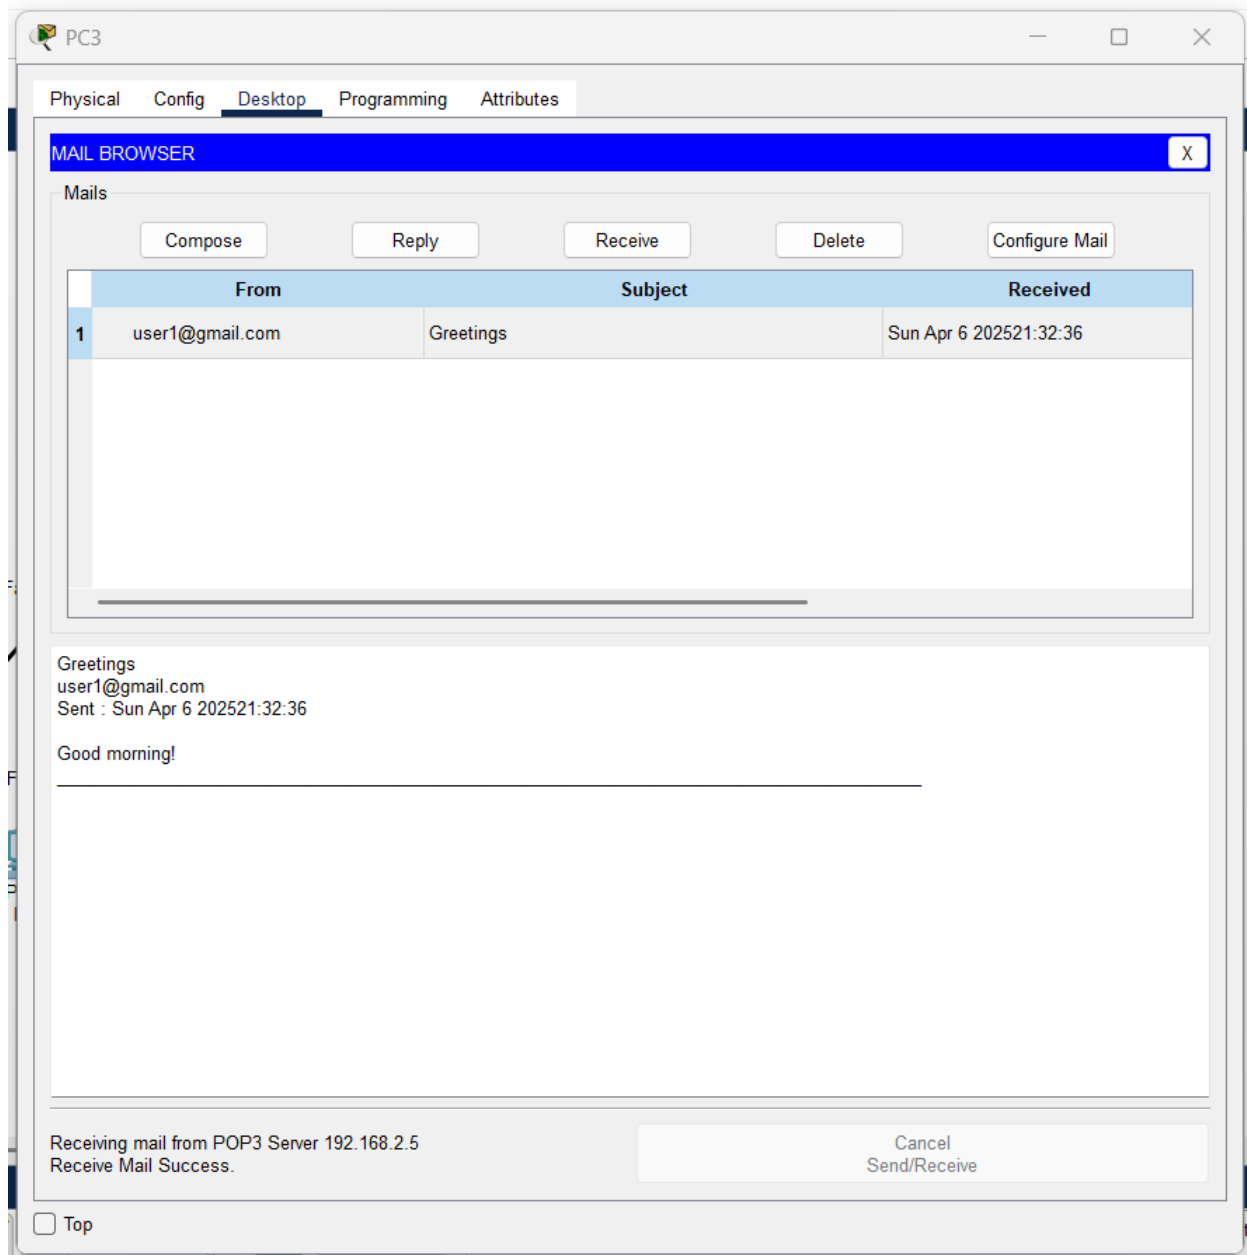 PC3
Physical Config Desktop Programming Attributes
MAIL BROWSER X
Mails
Compose Reply Receive Delete Configure Mail
From Subject Received
1 user1@gmail.com Greetings Sun Apr 6 202521:32:36
Greetings
user1@gmail.com
Sent : Sun Apr 6 202521:32:36
Good morning!
Receiving mail from POP3 Server 192.168.2.5
Receive Mail Success.
Cancel
Send/Receive
Top